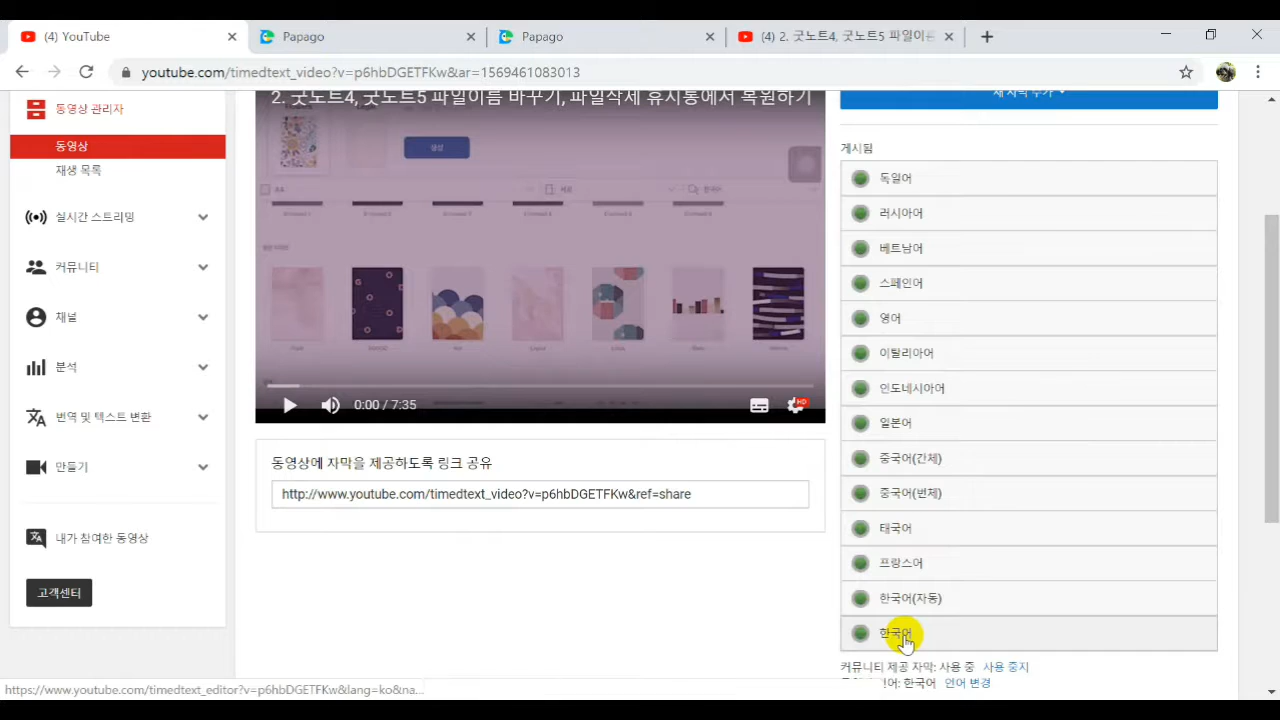 (4) YouTube
Papago
Papago
(4) 2. 굿노트4, 굿노트5 파일이름
youtube.com/timedtext_video?v=p6hbDGETFKw&ar=1569461083013
동영상 관리자
동영상
재생 목록
실시간 스트리밍
커뮤니티
채널
분석
번역 및 텍스트 변환
만들기
내가 참여한 동영상
고객센터
2. 굿노트4, 굿노트5 파일이름 바꾸기, 파일삭제 휴지통에서 복원하기
생성
A4
0:00 / 7:35
HD
동영상에 자막을 제공하도록 링크 공유
http://www.youtube.com/timedtext_video?v=p6hbDGETFKw&ref=share
새 자막 추가
게시됨
독일어
러시아어
베트남어
스페인어
영어
이탈리아어
인도네시아어
일본어
중국어(간체)
중국어(번체)
태국어
프랑스어
한국어(자동)
한국어
커뮤니티 제공 자막: 사용 중 사용 중지
언어: 한국어 언어 변경
https://www.youtube.com/timedtext_editor?v=p6hbDGETFKw&lang=ko&na...